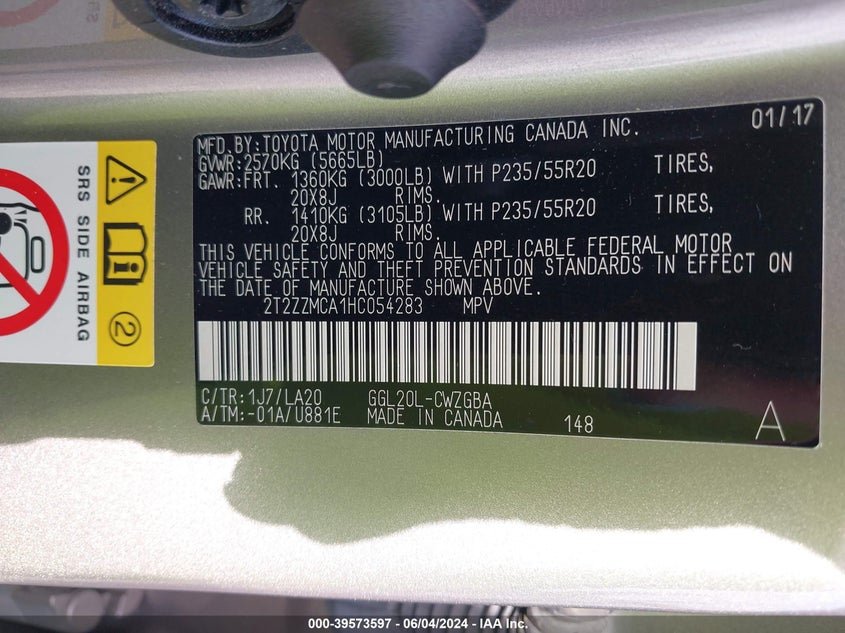 MFD. BY: TOYOTA MOTOR MANUFACTURING CANADA INC. 01/17
GVWR: 2570KG (5665LB)
GAWR: FRT. 1360KG (3000LB) WITH P235/55R20 TIRES,
20X8J RIMS.
RR. 1410KG (3105LB) WITH P235/55R20 TIRES,
20X8J RIMS.
THIS VEHICLE CONFORMS TO ALL APPLICABLE FEDERAL MOTOR
VEHICLE SAFETY AND THEFT PREVENTION STANDARDS IN EFFECT ON
THE DATE OF MANUFACTURE SHOWN ABOVE.
2T2ZZMCA1HC054283 MPV
C/TR: 1J7/LA20 GGL20L-CWZGBA
A/TM: -01A/U881E MADE IN CANADA 148 A
SRS SIDE AIRBAG
2
000-39573597 - 06/04/2024 - IAA Inc.